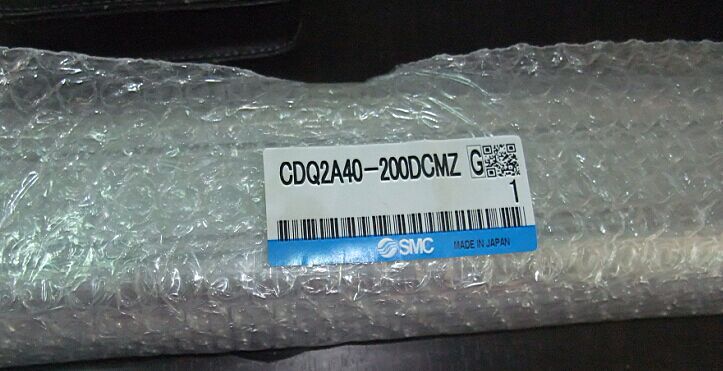 CDQ2A40-200DCMZ G
1
SMC MADE IN JAPAN